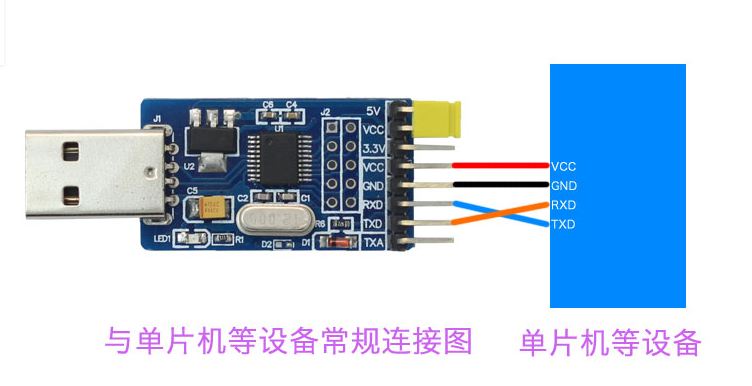 J1
C6
C4
J2
5V
VCC
3.3V
VCC
GND
RXD
TXD
TXA
U1
U2
C5
C2
C1
R6
LED1
R1
D2
D1
VCC
GND
RXD
TXD
与单片机等设备常规连接图
单片机等设备